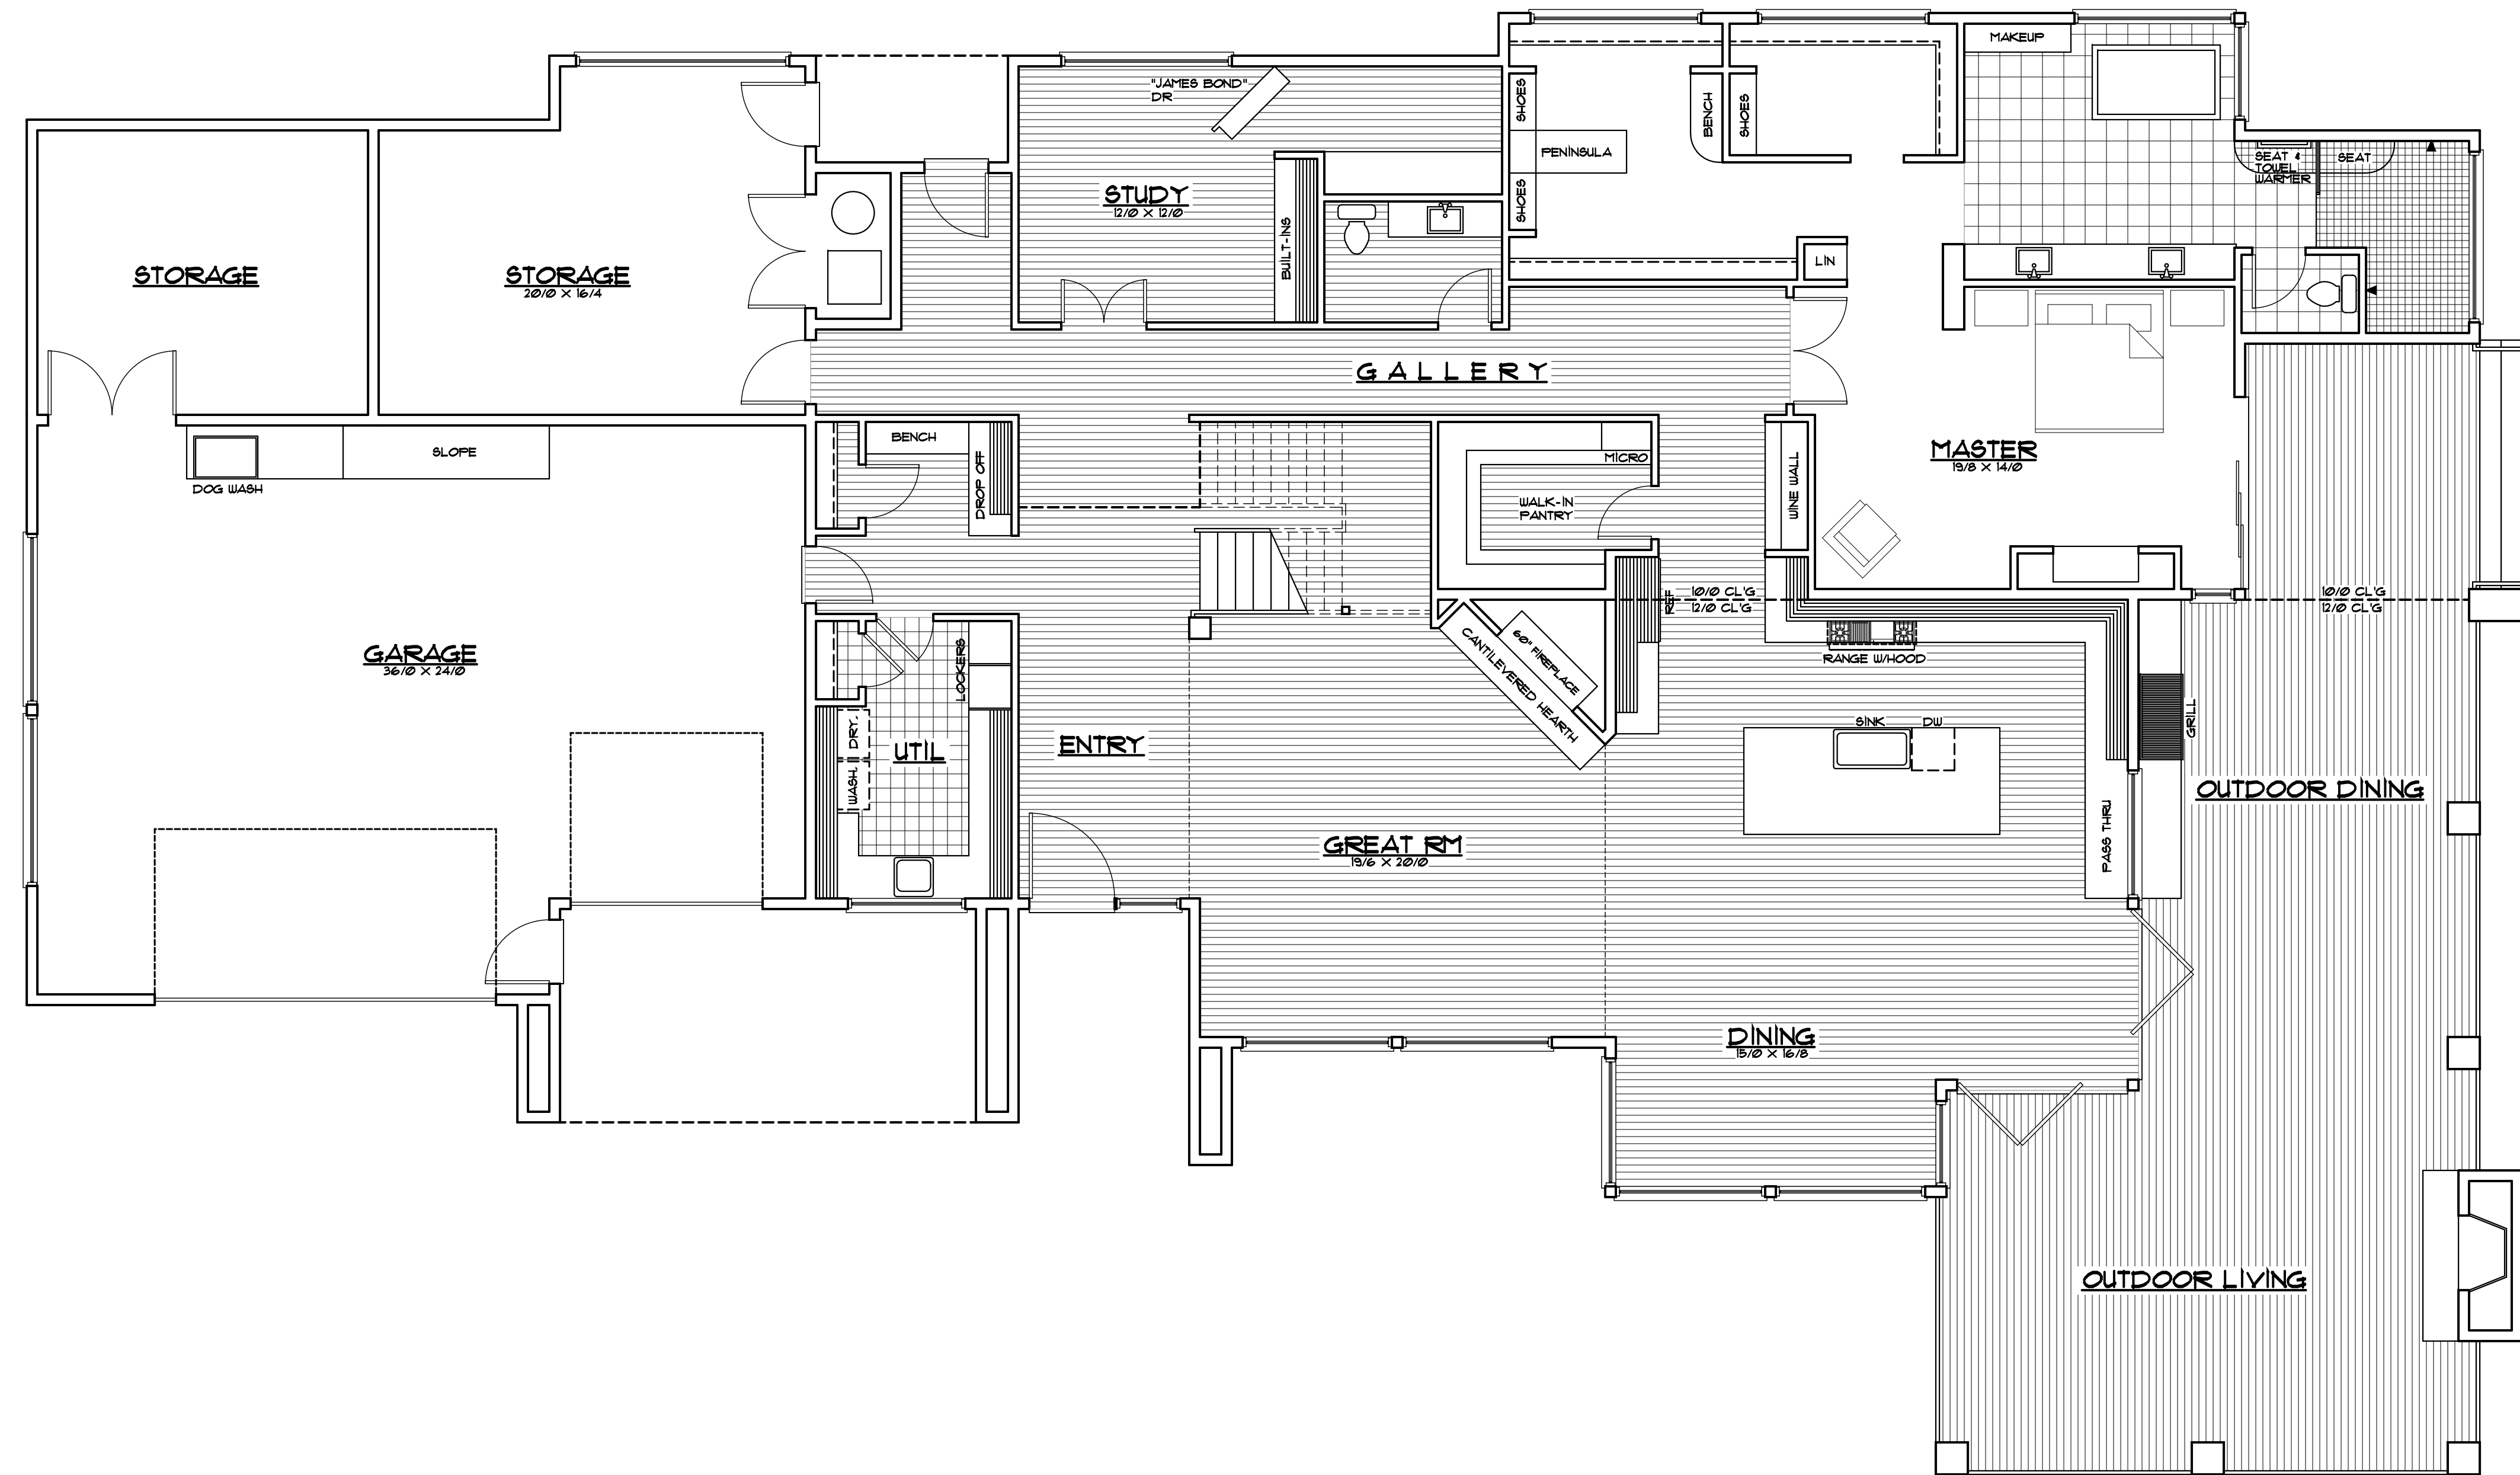 MAKEUP
"JAMES BOND"
DR
SHOES
BENCH
SHOES
PENINSULA
SHOES
SEAT &
TOWEL
WARMER
SEAT
STUDY
12/0 X 12/0
BUILT-INS
LIN
STORAGE
STORAGE
20/0 X 16/4
GALLERY
BENCH
DROP OFF
SLOPE
DOG WASH
MICRO
WALK-IN
PANTRY
WINE WALL
MASTER
19/8 X 14/0
10/0 CL'G
12/0 CL'G
10/0 CL'G
12/0 CL'G
REF
GARAGE
36/0 X 24/0
LOCKERS
60" FIREPLACE
CANTILEVERED HEARTH
RANGE W/HOOD
GRILL
SINK
DW
DRY.
WASH.
UTIL
ENTRY
OUTDOOR DINING
PASS THRU
GREAT RM
19/6 X 20/0
DINING
15/0 X 16/8
OUTDOOR LIVING